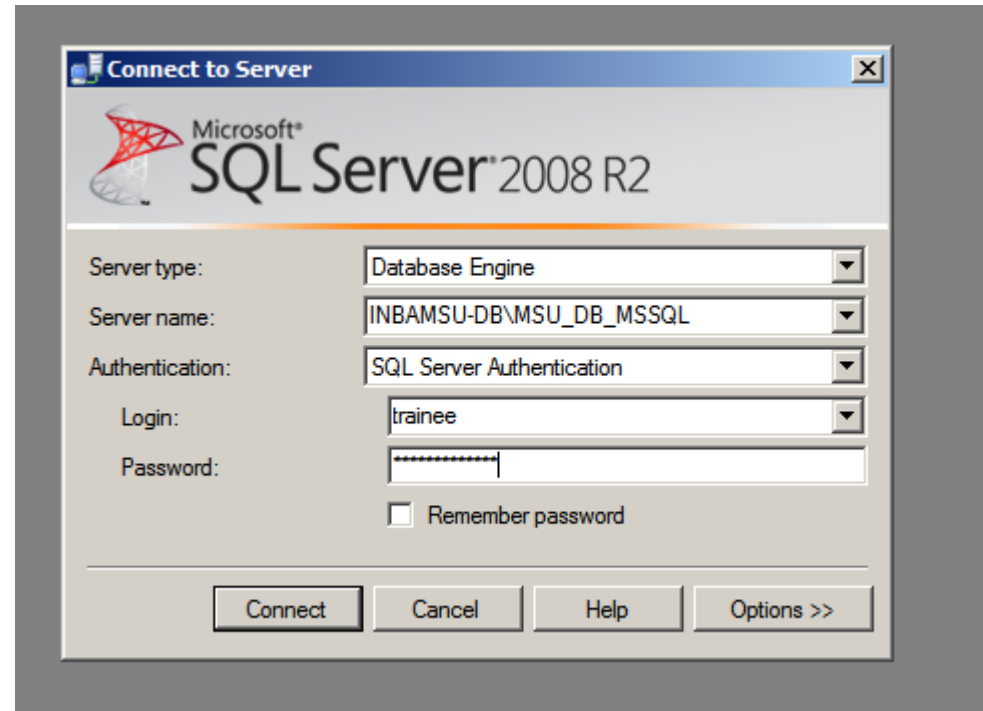 Connect to Server
Microsoft®
SQL Server® 2008 R2
Server type: Database Engine
Server name: INBAMSU-DB\MSU_DB_MSSQL
Authentication: SQL Server Authentication
Login: trainee
Password: *************
Remember password
Connect Cancel Help Options >>